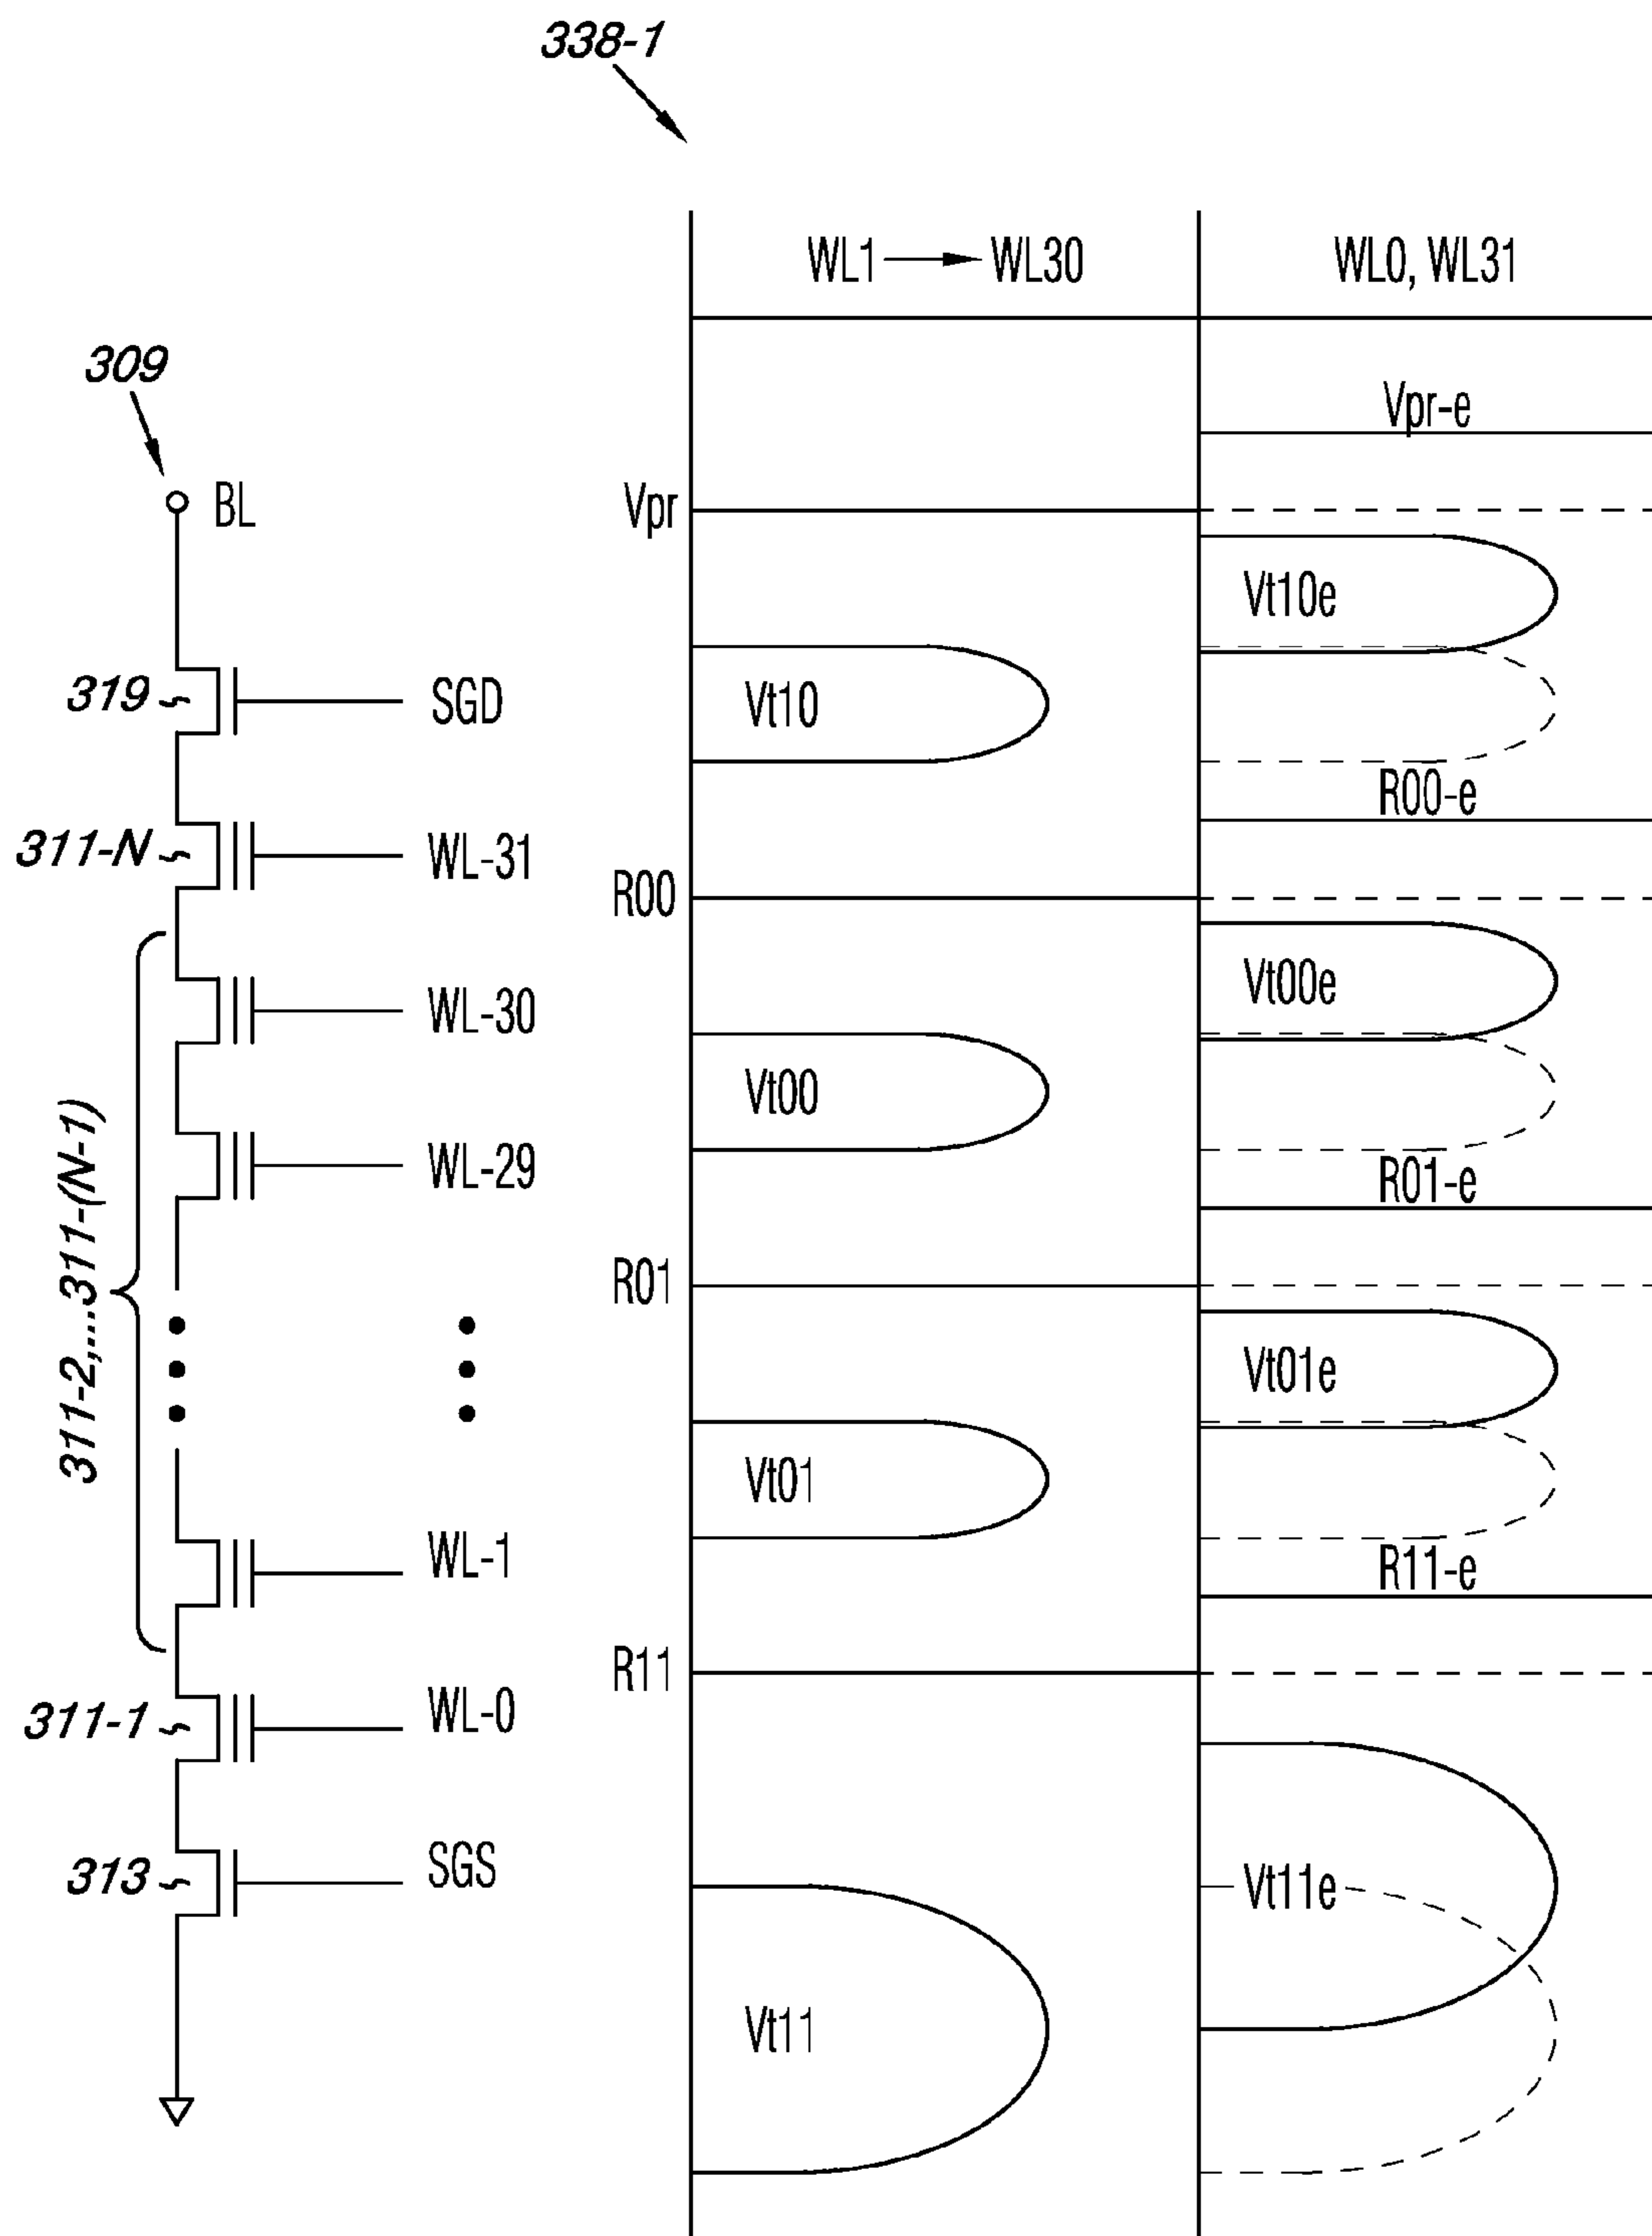 338-1
WL1 WL30
WL0, WL31
309
BL
SGD
319
311-N
WL-31
WL-30
WL-29
311-2,...311-(N-1)
WL-1
311-1
WL-0
313
SGS
Vpr
Vt10
R00
Vt00
R01
Vt01
R11
Vt11
Vpr-e
Vt10e
R00-e
Vt00e
R01-e
Vt01e
R11-e
Vt11e